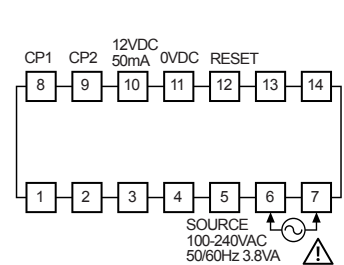 12VDC
CP1 CP2 50mA 0VDC RESET
8 9 10 11 12 13 14
1 2 3 4 5 6 7
SOURCE
100-240VAC
50/60Hz 3.8VA